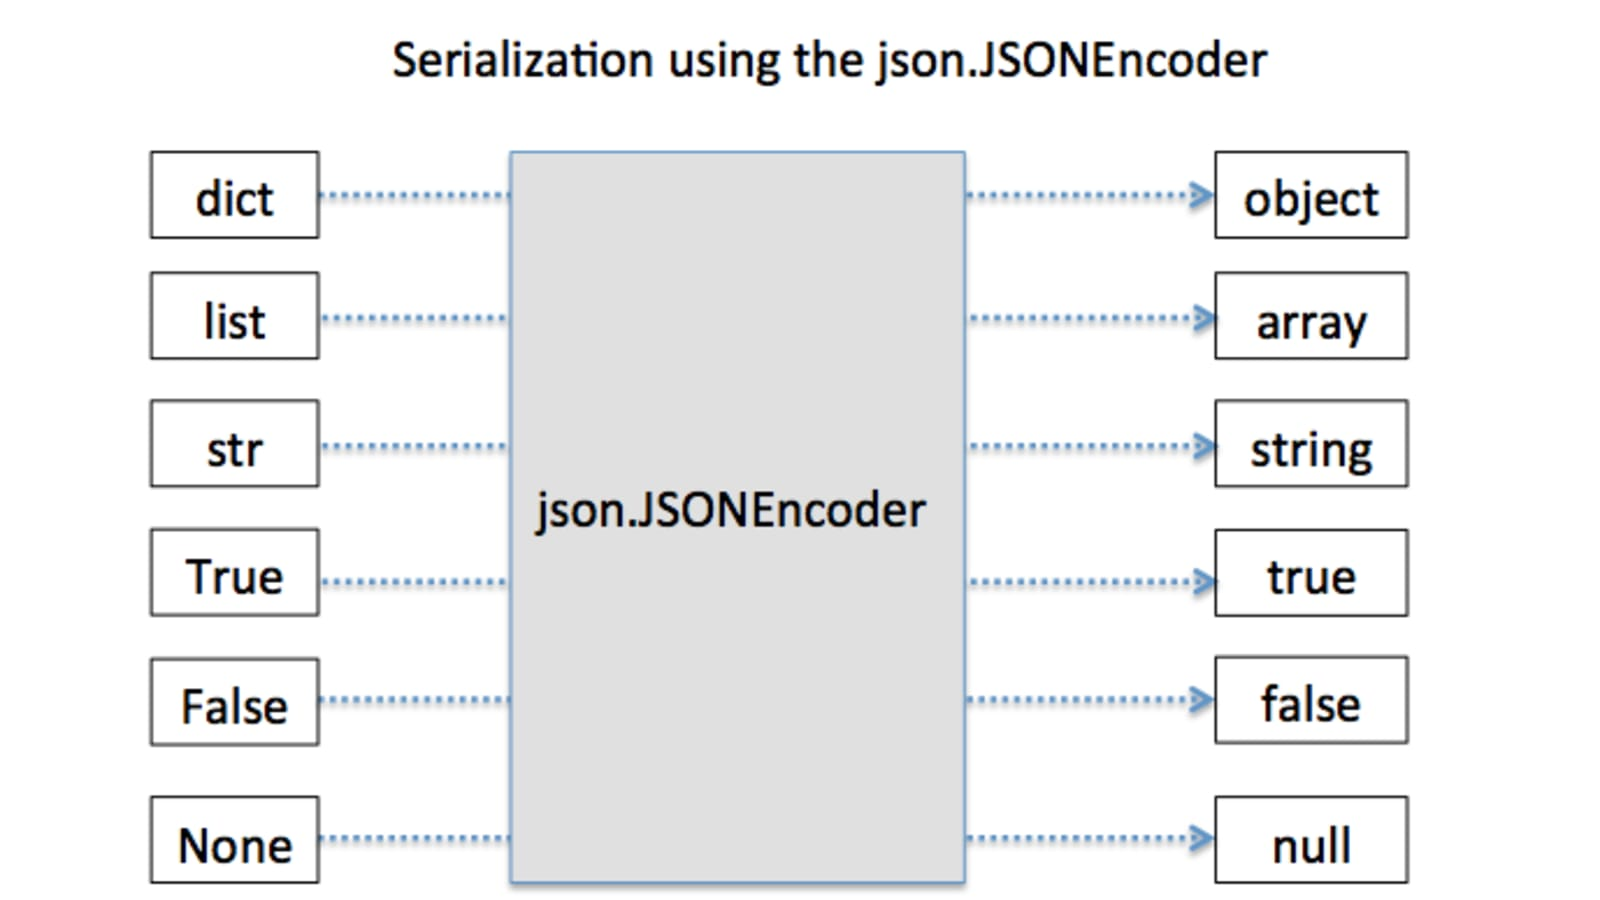 Serialization using the json.JSONEncoder
dict
object
list
array
str
string
json.JSONEncoder
True
true
False
false
None
null